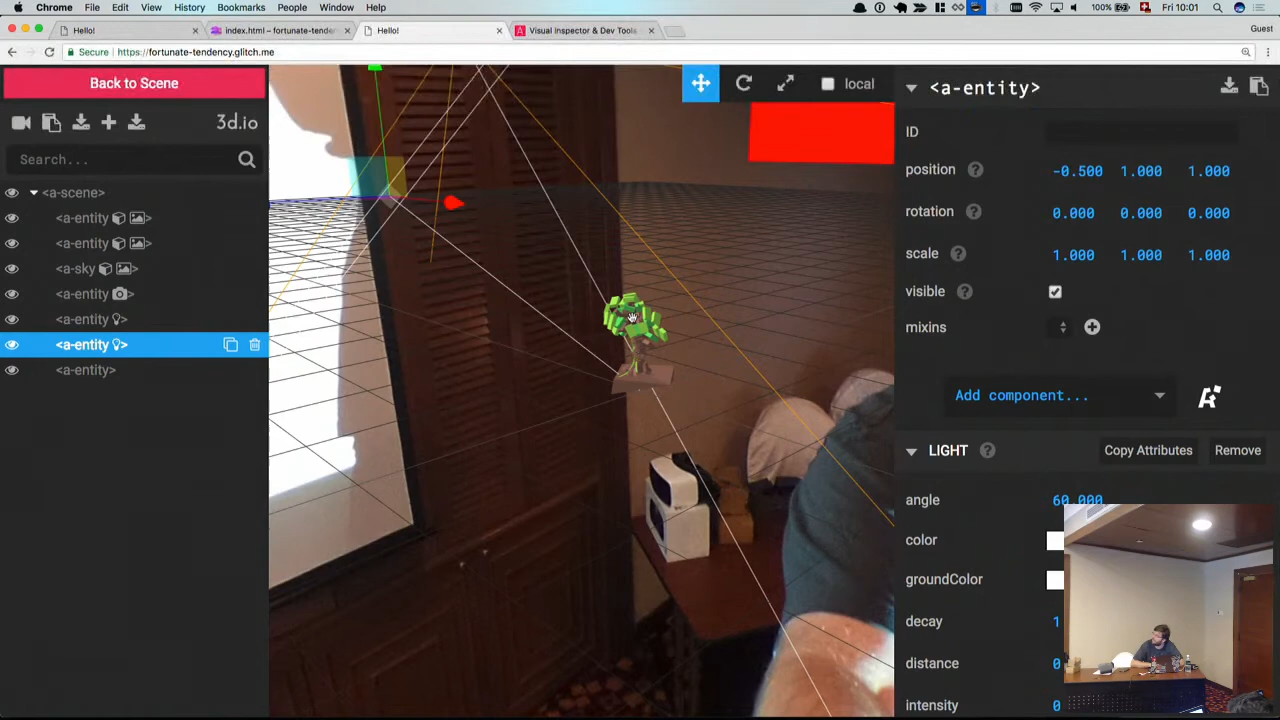 Chrome File Edit View History Bookmarks People Window Help
100% Fri 10:01
Hello!
index.html – fortunate-tende
Hello!
Visual Inspector & Dev Tools
Guest
Secure https://fortunate-tendency.glitch.me
Back to Scene
3d.io
Search...
<a-scene>
<a-entity
>
<a-entity
>
<a-sky
>
<a-entity
>
<a-entity
>
<a-entity
>
<a-entity>
local
<a-entity>
ID
position -0.500 1.000 1.000
rotation 0.000 0.000 0.000
scale 1.000 1.000 1.000
visible
mixins
Add component...
LIGHT Copy Attributes Remove
angle 60.000
color
groundColor
decay 1
distance 0
intensity 0